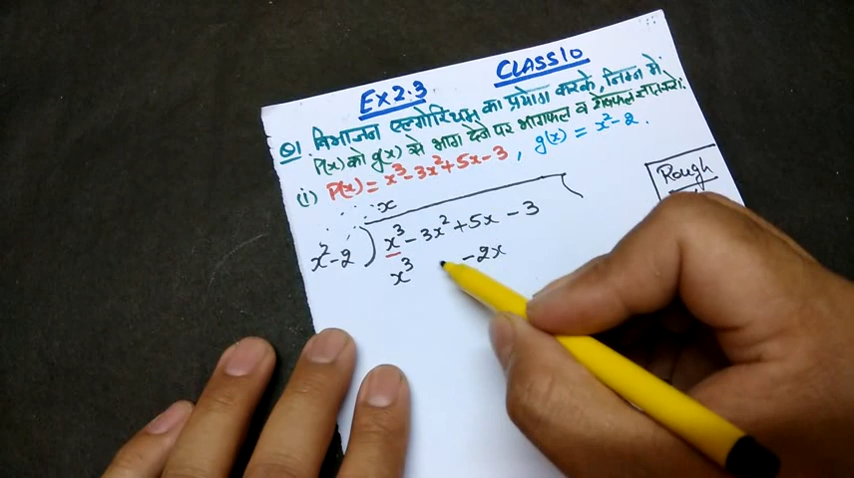 EX 2.3 CLASS 10
Q1 विभाजन एल्गोरिथ्म का प्रयोग करके, निम्न में
P(x) को g(x) से भाग देने पर भागफल व शेषफल ज्ञात करो:
(i) P(x) = x³-3x²+5x-3, g(x) = x²-2.
Rough
x
x²-2 ) x³-3x²+5x-3
x³ -2x